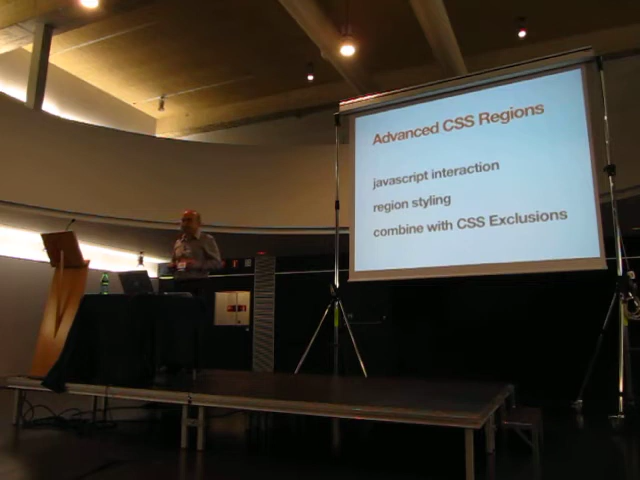 Advanced CSS Regions
javascript interaction
region styling
combine with CSS Exclusions